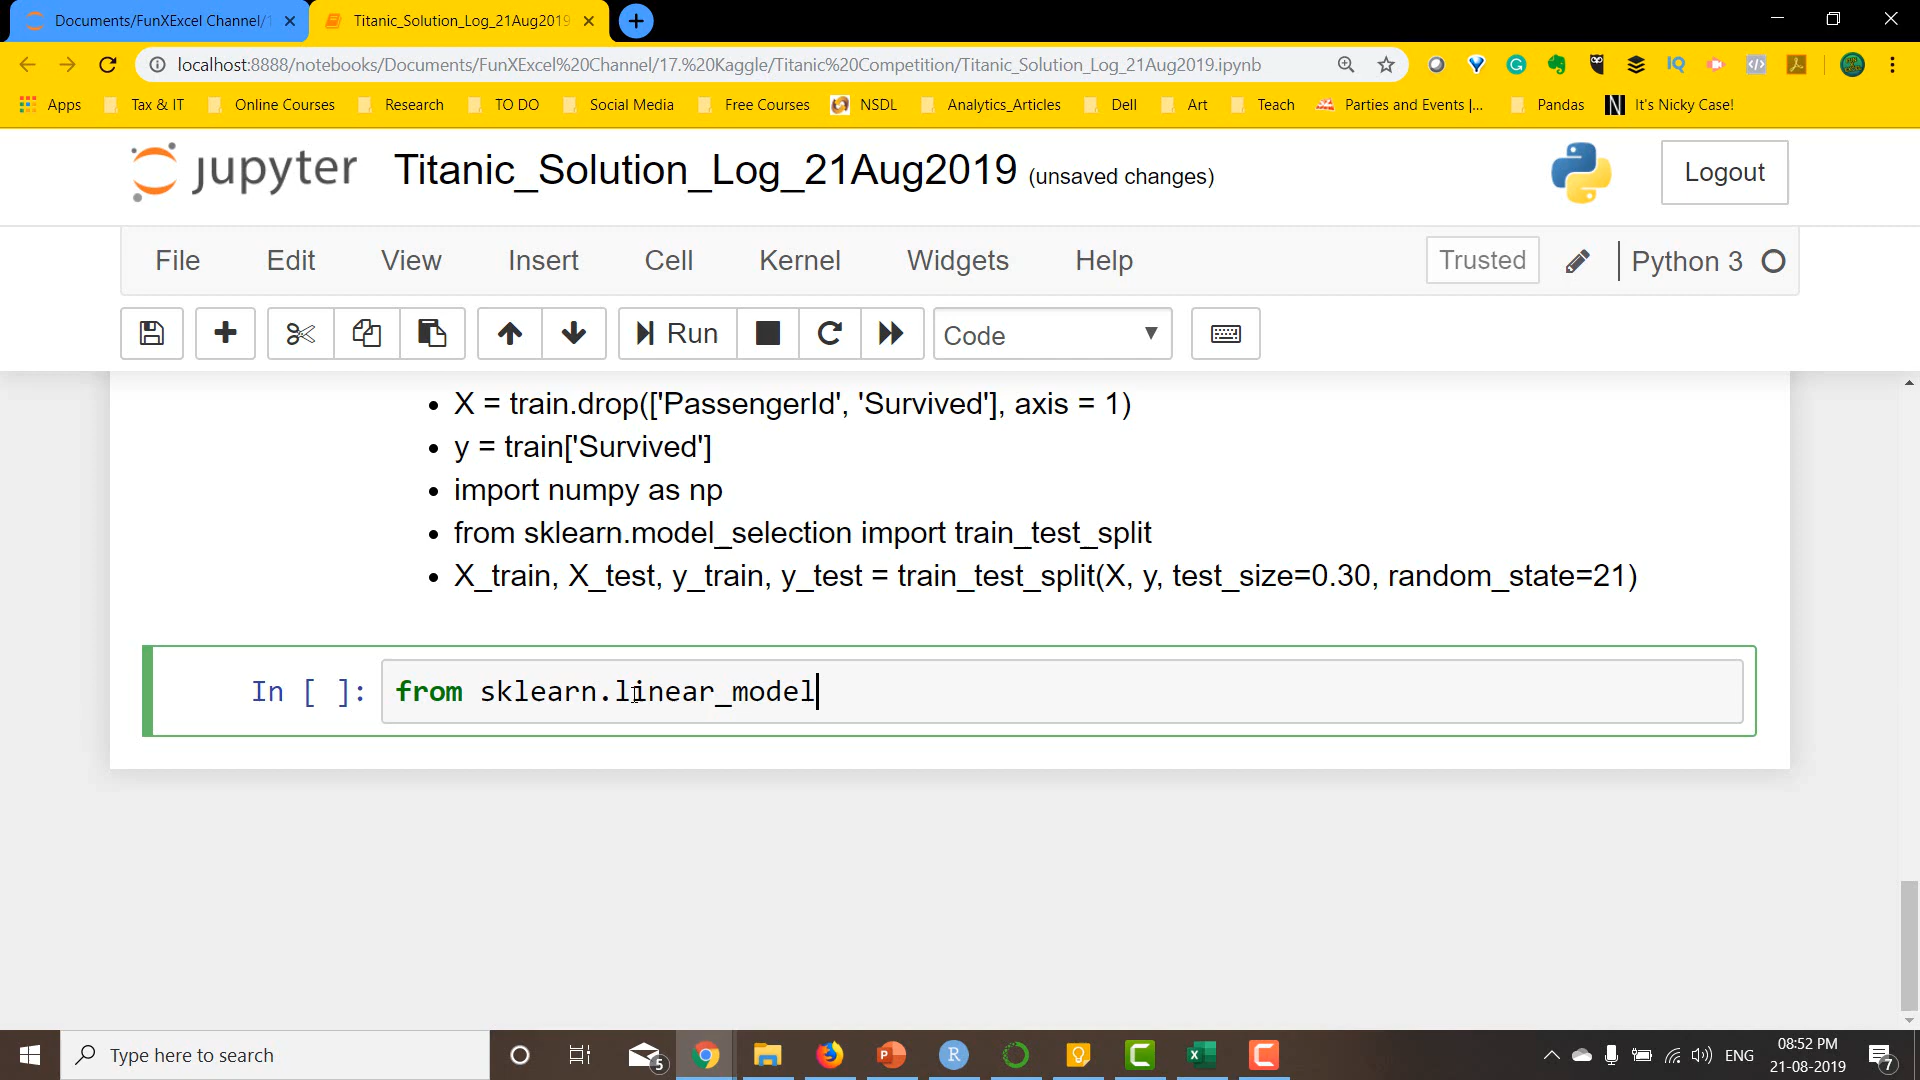 Documents/FunXExcel Channel/1
Titanic_Solution_Log_21Aug2019
localhost:8888/notebooks/Documents/FunXExcel%20Channel/17.%20Kaggle/Titanic%20Competition/Titanic_Solution_Log_21Aug2019.ipynb
Apps Tax & IT Online Courses Research TO DO Social Media Free Courses NSDL Analytics_Articles Dell Art Teach Parties and Events |... Pandas It's Nicky Case!
jupyter Titanic_Solution_Log_21Aug2019 (unsaved changes) Logout
File Edit View Insert Cell Kernel Widgets Help Trusted Python 3
Run Code
X = train.drop(['PassengerId', 'Survived'], axis = 1)
y = train['Survived']
import numpy as np
from sklearn.model_selection import train_test_split
X_train, X_test, y_train, y_test = train_test_split(X, y, test_size=0.30, random_state=21)
In [ ]: from sklearn.linear_model
Type here to search 5 ENG 08:52 PM
21-08-2019 7